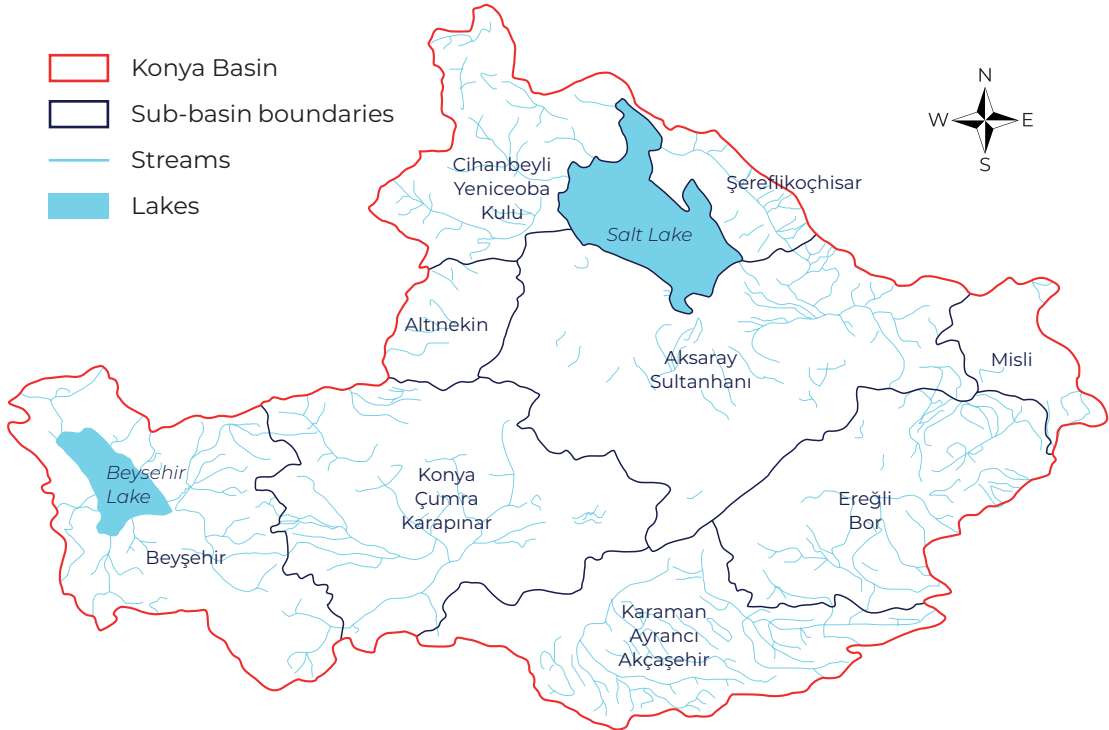 Konya Basin
Sub-basin boundaries
Streams
Lakes
N
W
E
S
Cihanbeyli
Yeniceoba
Kulu
Şereflikoçhisar
Salt Lake
Altınekin
Aksaray
Sultanhanı
Misli
Beysehir
Lake
Beyşehir
Konya
Çumra
Karapınar
Ereğli
Bor
Karaman
Ayrancı
Akçaşehir